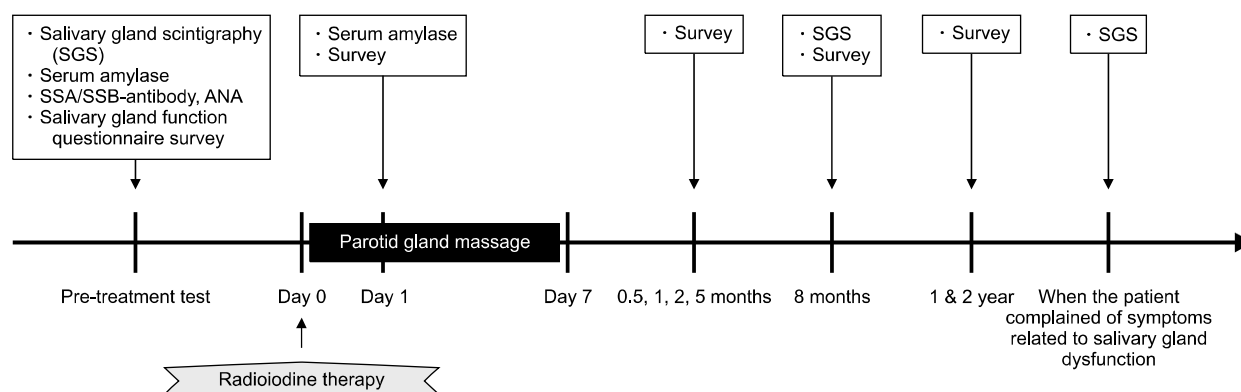 ・Salivary gland scintigraphy
(SGS)
・Serum amylase
・SSA/SSB-antibody, ANA
・Salivary gland function
questionnaire survey
・Serum amylase
・Survey
・Survey
・SGS
・Survey
・Survey
・SGS
Parotid gland massage
Pre-treatment test
Day 0
Day 1
Day 7
0.5, 1, 2, 5 months
8 months
1 & 2 year
When the patient
complained of symptoms
related to salivary gland
dysfunction
Radioiodine therapy